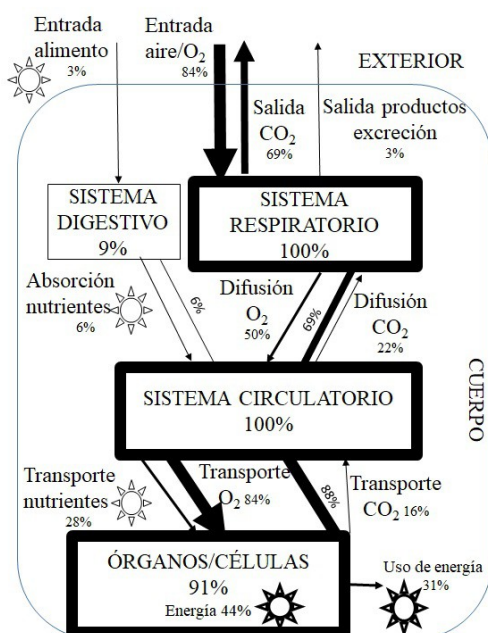 Entrada
alimento
3%
Entrada
aire/O2
84%
EXTERIOR
Salida
CO2
69%
Salida productos
excreción
3%
SISTEMA
DIGESTIVO
9%
SISTEMA
RESPIRATORIO
100%
Absorción
nutrientes
6%
6%
Difusión
O2
50%
69%
Difusión
CO2
22%
SISTEMA CIRCULATORIO
100%
CUERPO
Transporte
nutrientes
28%
Transporte
O2 84%
88%
Transporte
CO2 16%
ÓRGANOS/CÉLULAS
91%
Energía 44%
Uso de energía
31%